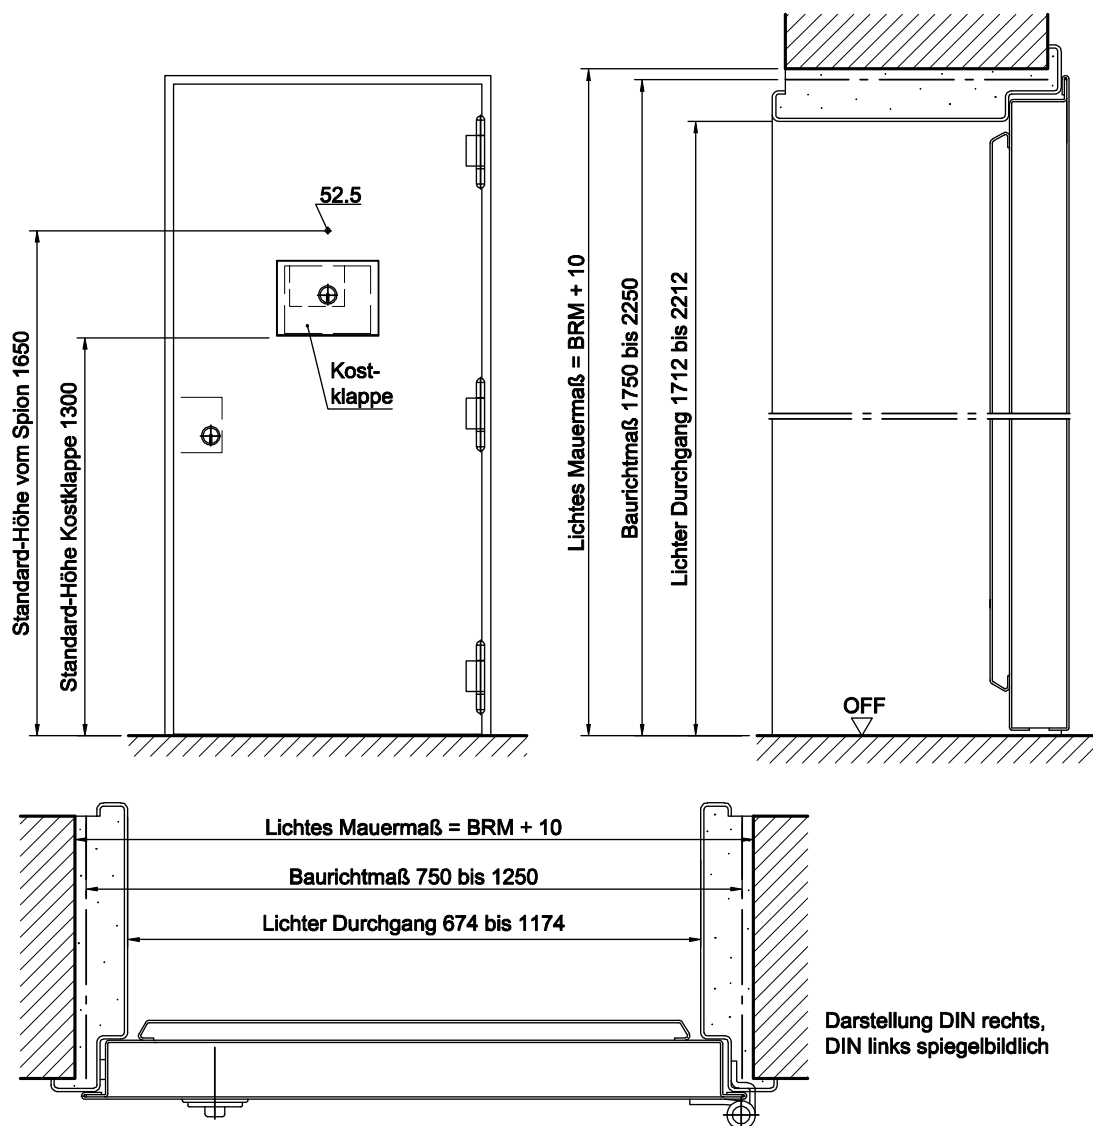 52.5
Kost-
klappe
Standard-Höhe vom Spion 1650
Standard-Höhe Kostklappe 1300
Lichtes Mauermaß = BRM + 10
Baurichtmaß 1750 bis 2250
Lichter Durchgang 1712 bis 2212
OFF
Lichtes Mauermaß = BRM + 10
Baurichtmaß 750 bis 1250
Lichter Durchgang 674 bis 1174
Darstellung DIN rechts,
DIN links spiegelbildlich